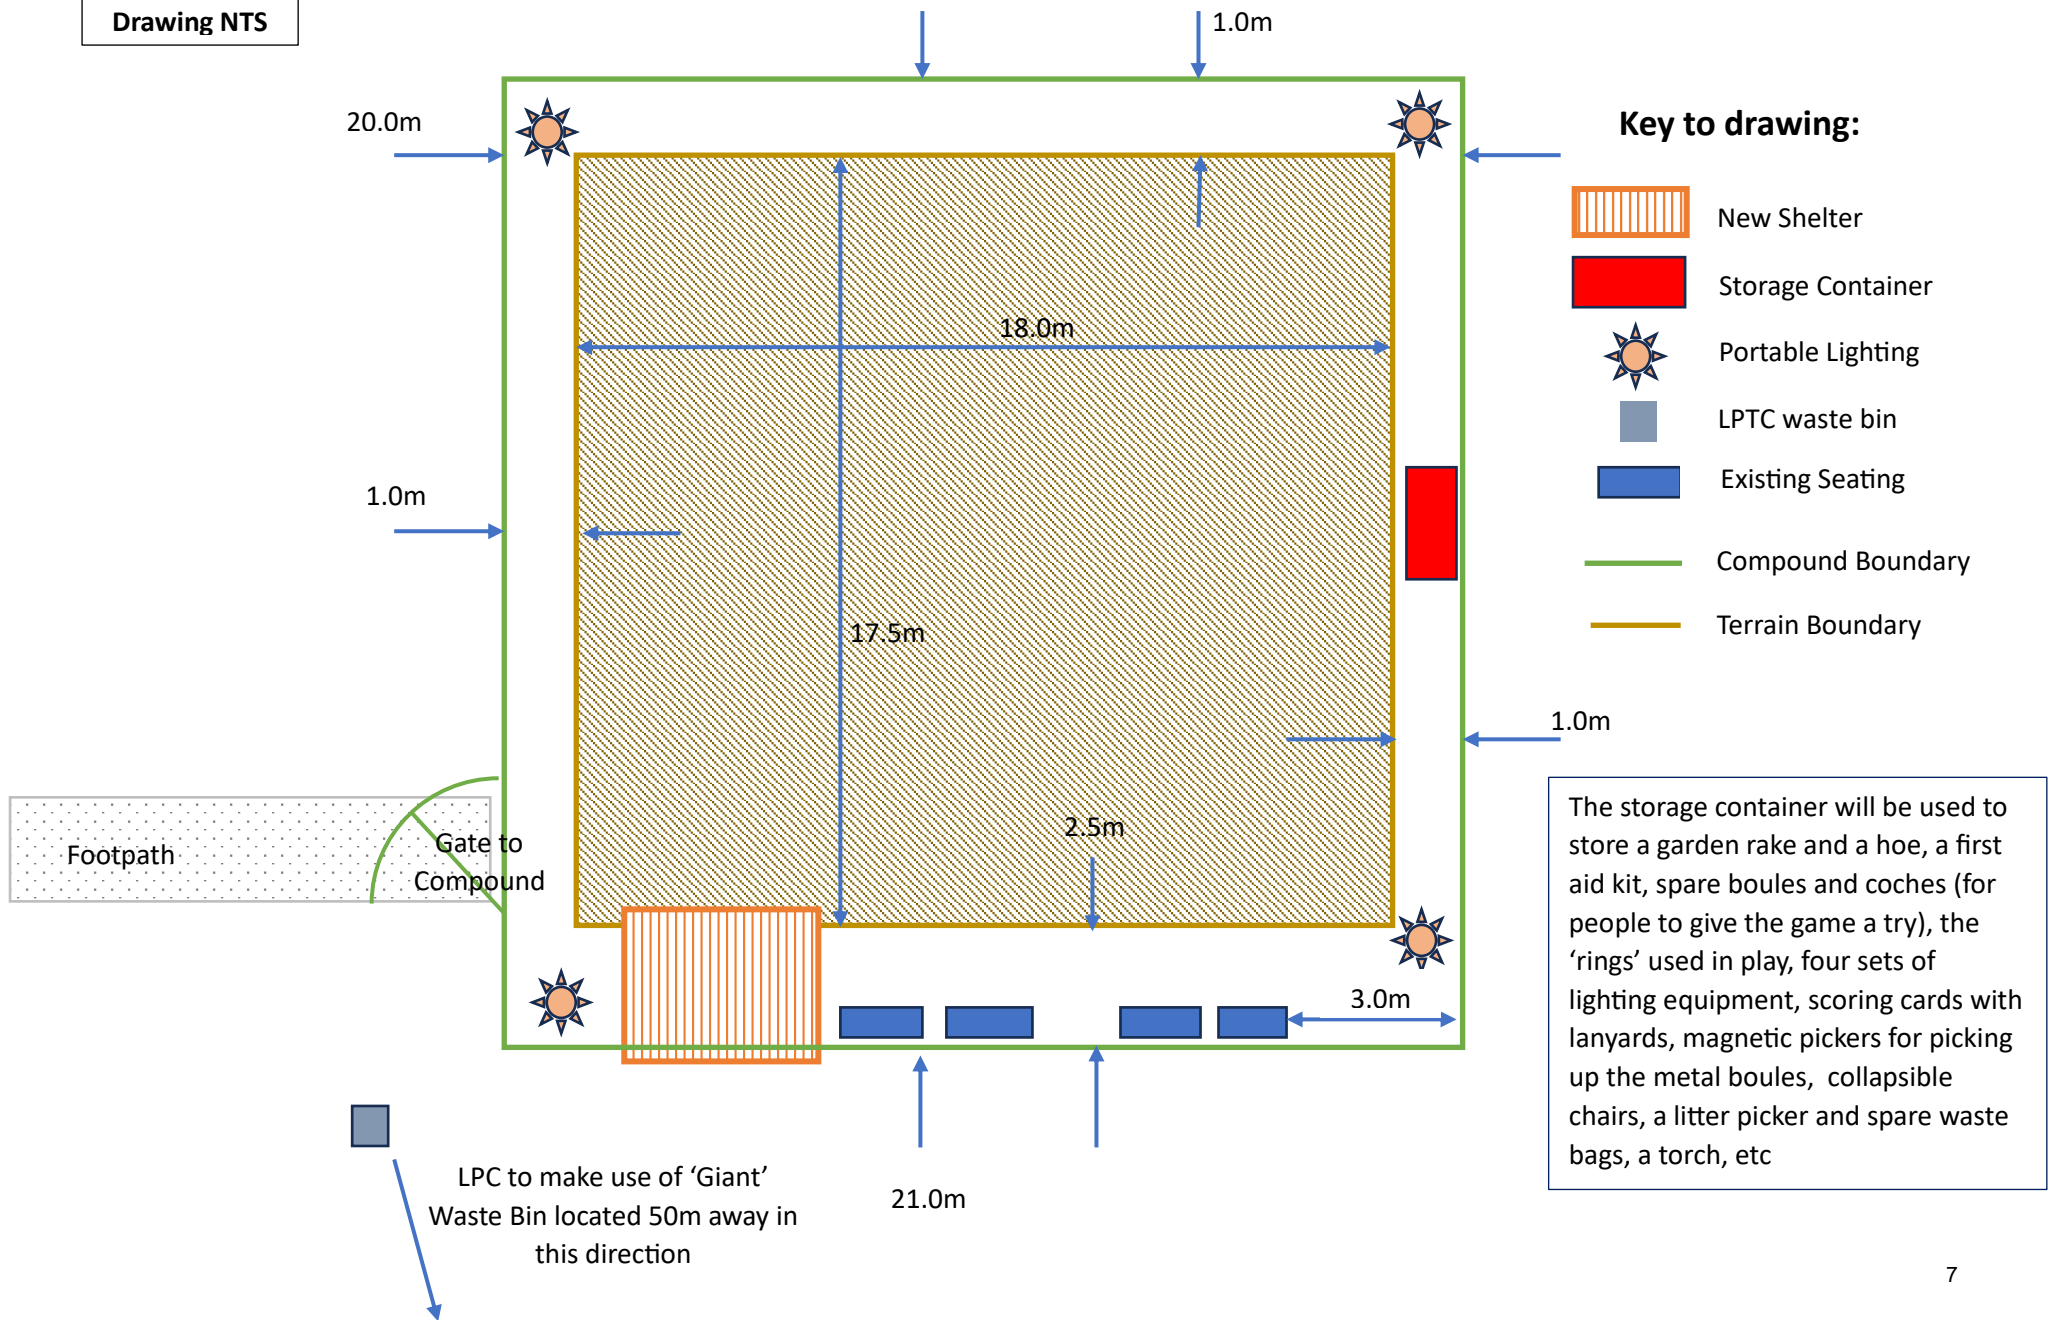 Drawing NTS
1.0m
20.0m
Key to drawing:
New Shelter
Storage Container
18.0m
Portable Lighting
LPTC waste bin
1.0m
Existing Seating
Compound Boundary
17.5m
Terrain Boundary
1.0m
2.5m
Footpath
Gate to
Compound
The storage container will be used to
store a garden rake and a hoe, a first
aid kit, spare boules and coches (for
people to give the game a try), the
‘rings’ used in play, four sets of
lighting equipment, scoring cards with
lanyards, magnetic pickers for picking
up the metal boules,  collapsible
chairs, a litter picker and spare waste
bags, a torch, etc
3.0m
LPC to make use of ‘Giant’
Waste Bin located 50m away in
this direction
21.0m
7